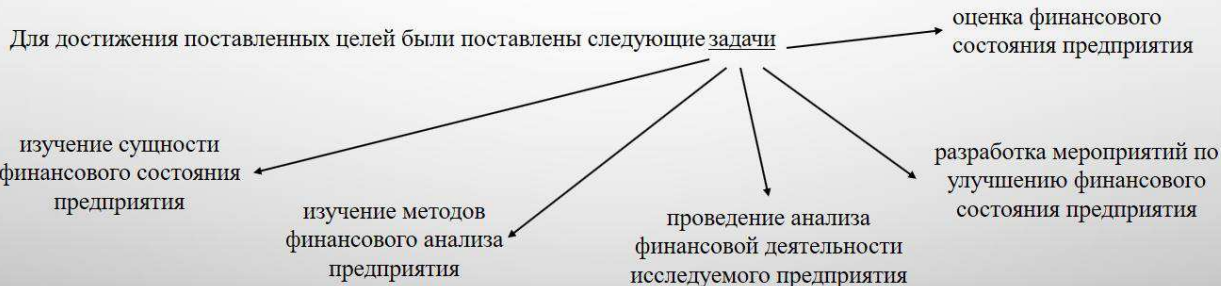 Для достижения поставленных целей были поставлены следующие задачи
оценка финансового
состояния предприятия
изучение сущности
финансового состояния
предприятия
изучение методов
финансового анализа
предприятия
проведение анализа
финансовой деятельности
исследуемого предприятия
разработка мероприятий по
улучшению финансового
состояния предприятия